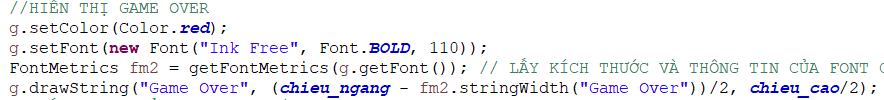 //HIỂN THỊ GAME OVER
g.setColor(Color.red);
g.setFont(new Font("Ink Free", Font.BOLD, 110));
FontMetrics fm2 = getFontMetrics(g.getFont()); // LẤY KÍCH THƯỚC VÀ THÔNG TIN CỦA FONT
g.drawString("Game Over", (chieu_ngang - fm2.stringWidth("Game Over"))/2, chieu_cao/2);